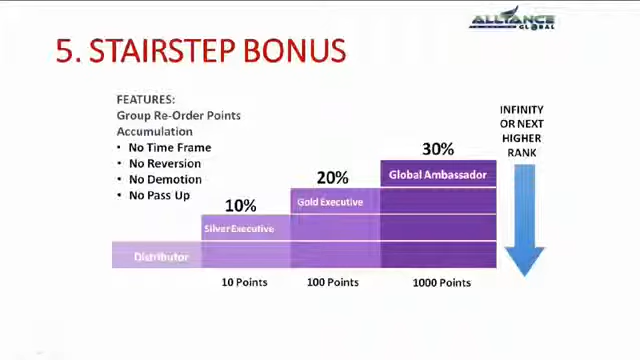 ALLIANCE
GLOBAL
5. STAIRSTEP BONUS
FEATURES:
Group Re-Order Points
Accumulation
• No Time Frame
• No Reversion
• No Demotion
• No Pass Up
INFINITY
OR NEXT
HIGHER
RANK
30%
Global Ambassador
20%
Gold Executive
10%
Silver Executive
Distributor
10 Points
100 Points
1000 Points